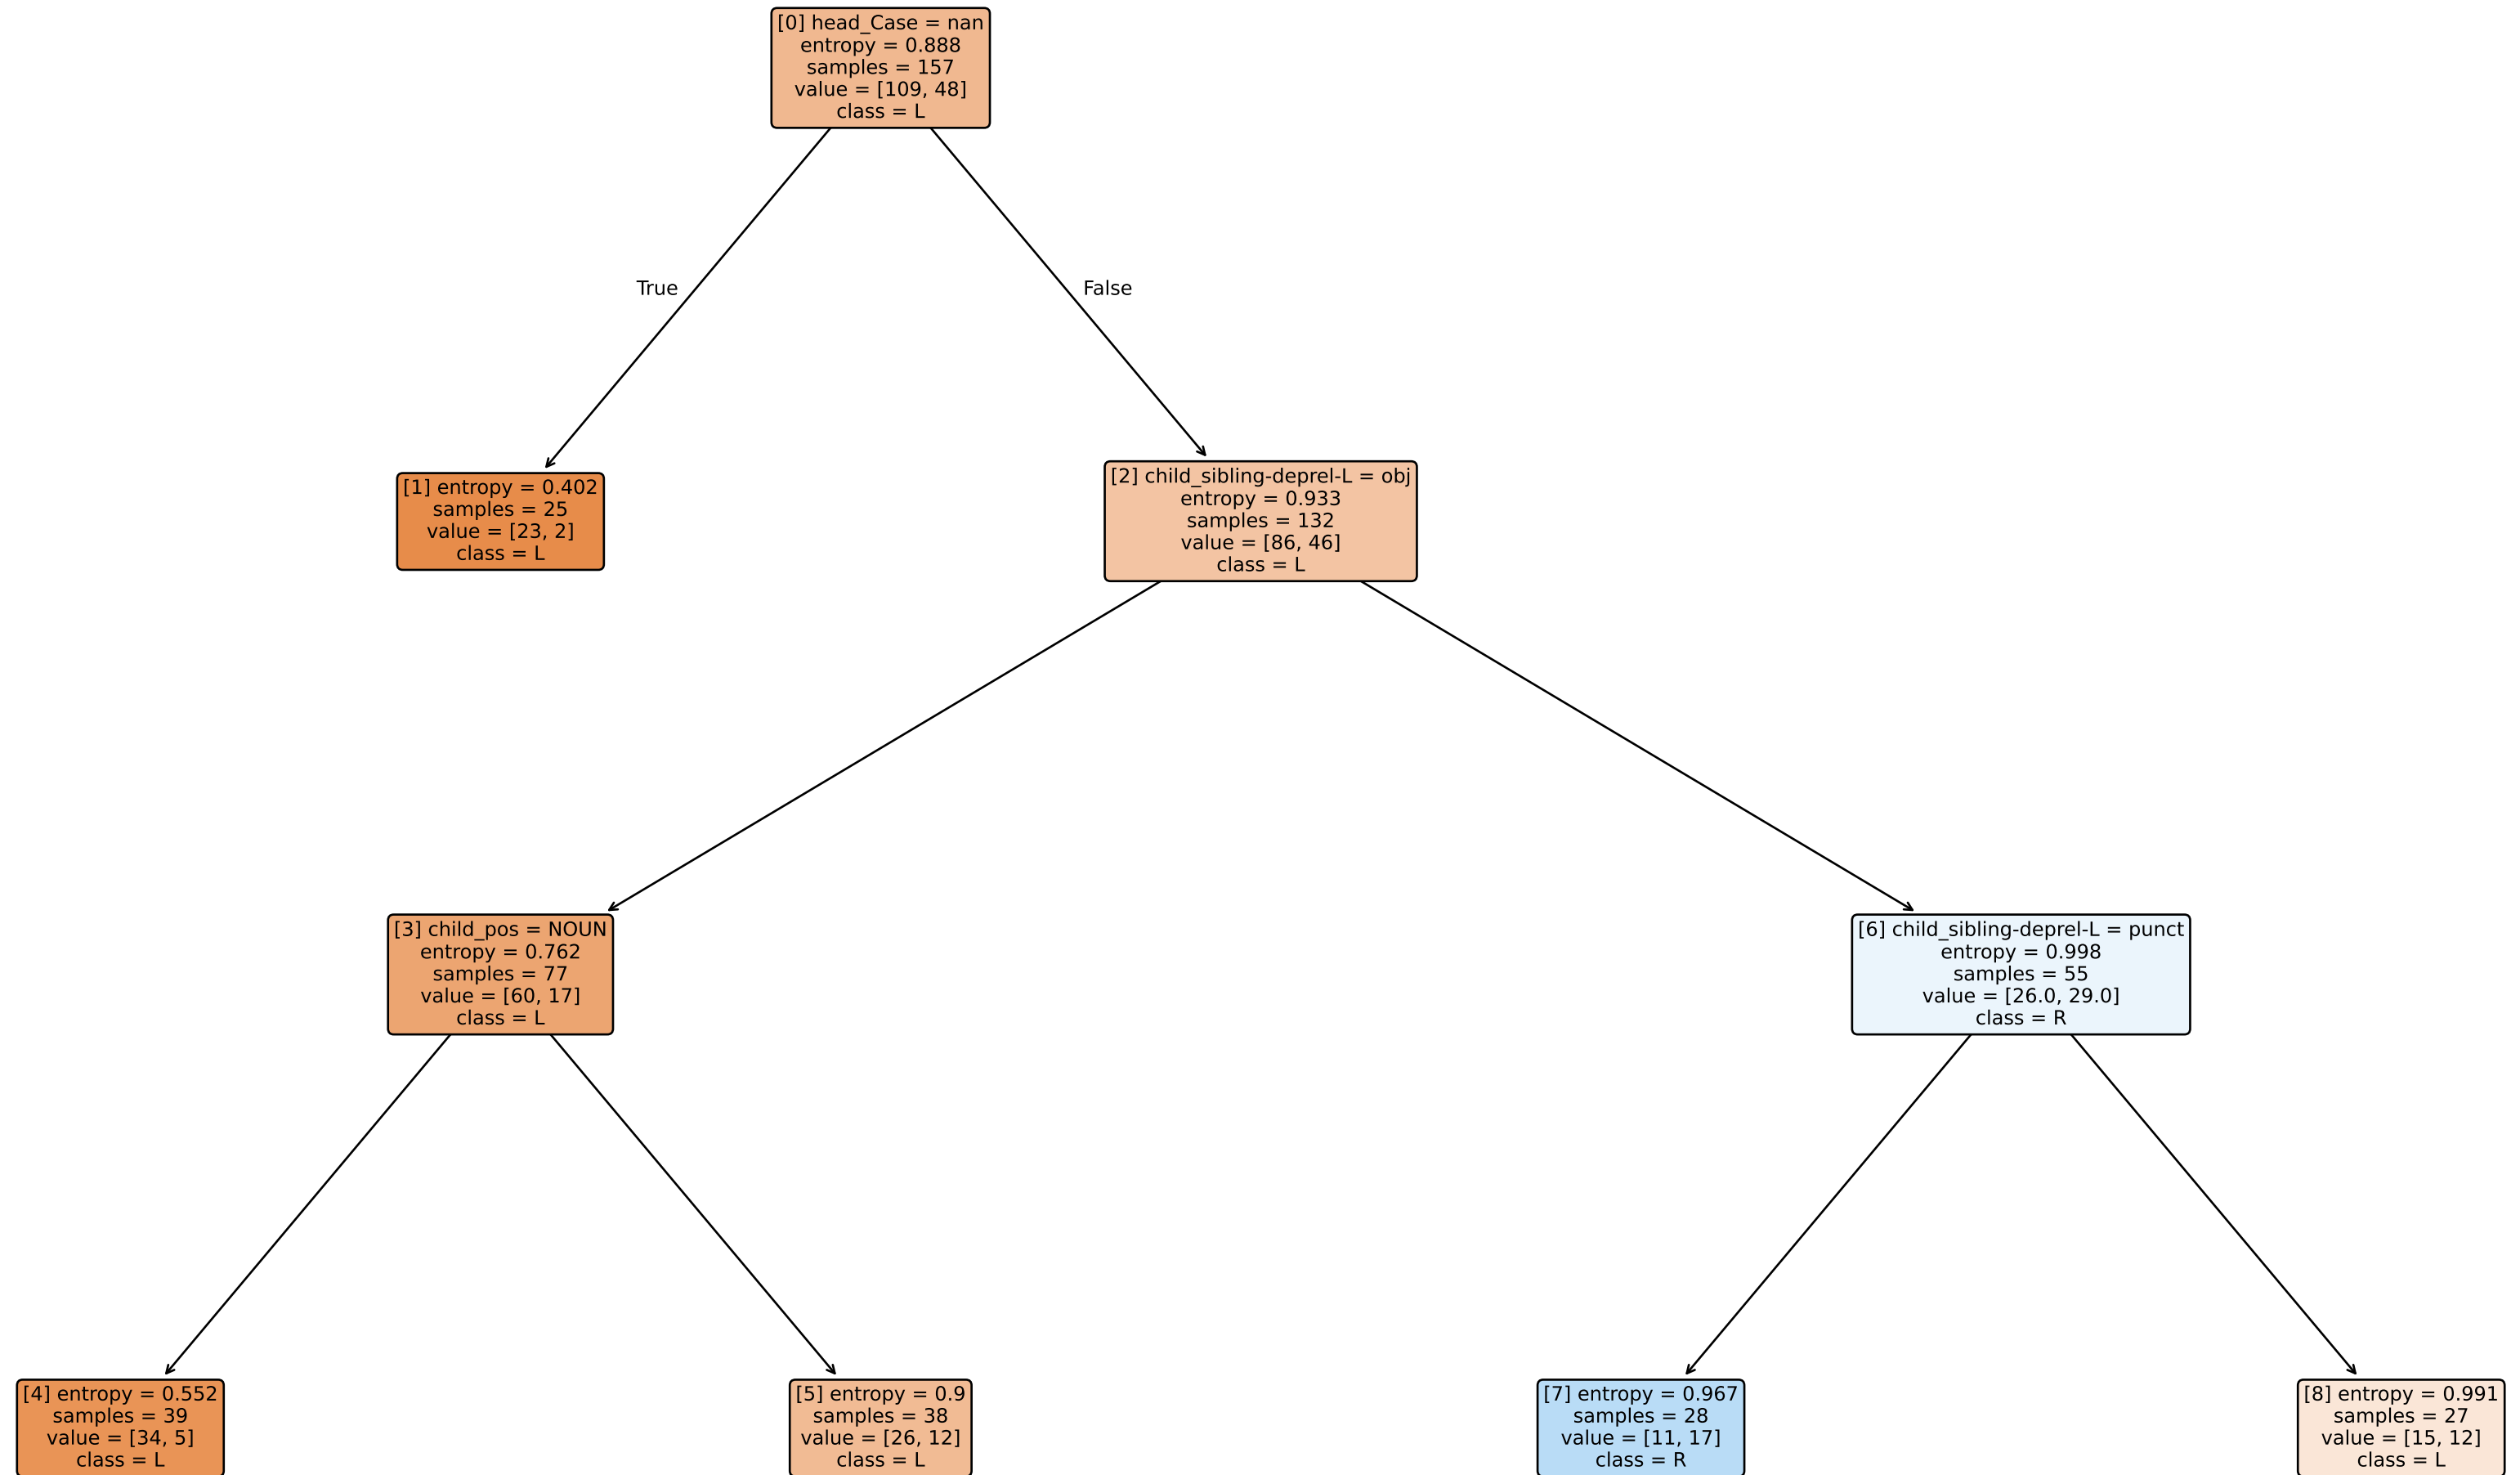 [0] head_Case = nan
entropy = 0.888
samples = 157
value = [109, 48]
class = L
True
False
[1] entropy = 0.402
samples = 25
value = [23, 2]
class = L
[2] child_sibling-deprel-L = obj
entropy = 0.933
samples = 132
value = [86, 46]
class = L
[3] child_pos = NOUN
entropy = 0.762
samples = 77
value = [60, 17]
class = L
[6] child_sibling-deprel-L = punct
entropy = 0.998
samples = 55
value = [26.0, 29.0]
class = R
[4] entropy = 0.552
samples = 39
value = [34, 5]
class = L
[5] entropy = 0.9
samples = 38
value = [26, 12]
class = L
[7] entropy = 0.967
samples = 28
value = [11, 17]
class = R
[8] entropy = 0.991
samples = 27
value = [15, 12]
class = L